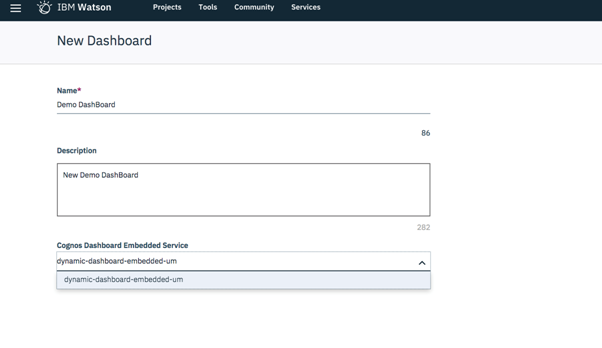 IBM Watson Projects Tools Community Services
New Dashboard
Name*
Demo DashBoard
86
Description
New Demo DashBoard
282
Cognos Dashboard Embedded Service
dynamic-dashboard-embedded-um
dynamic-dashboard-embedded-um